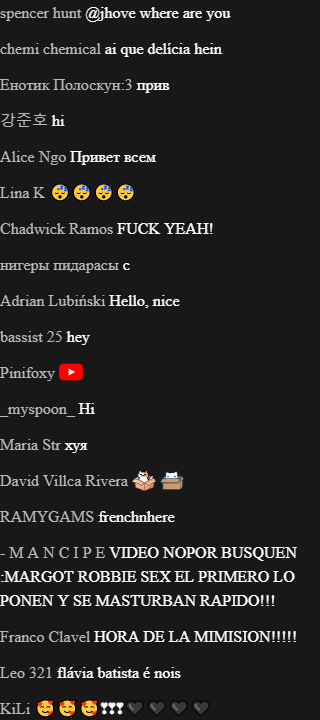 spencer hunt @jhove where are you
chemi chemical ai que delícia hein
Енотик Полоскун:3 прив
강준호 hi
Alice Ngo Привет всем
Lina K 😴 😴 😴 😴
Chadwick Ramos FUCK YEAH!
нигеры пидарасы с
Adrian Lubiński Hello, nice
bassist 25 hey
Pinifoxy
_myspoon_ Hi
Maria Str хуя
David Villca Rivera
RAMYGAMS frenchnhere
- M A N C I P E VIDEO NOPOR BUSQUEN
:MARGOT ROBBIE SEX EL PRIMERO LO
PONEN Y SE MASTURBAN RAPIDO!!!
Franco Clavel HORA DE LA MIMISION!!!!!
Leo 321 flávia batista é nois
KiLi 🥰 🥰 🥰❣❣❣🖤 🖤 🖤 🖤